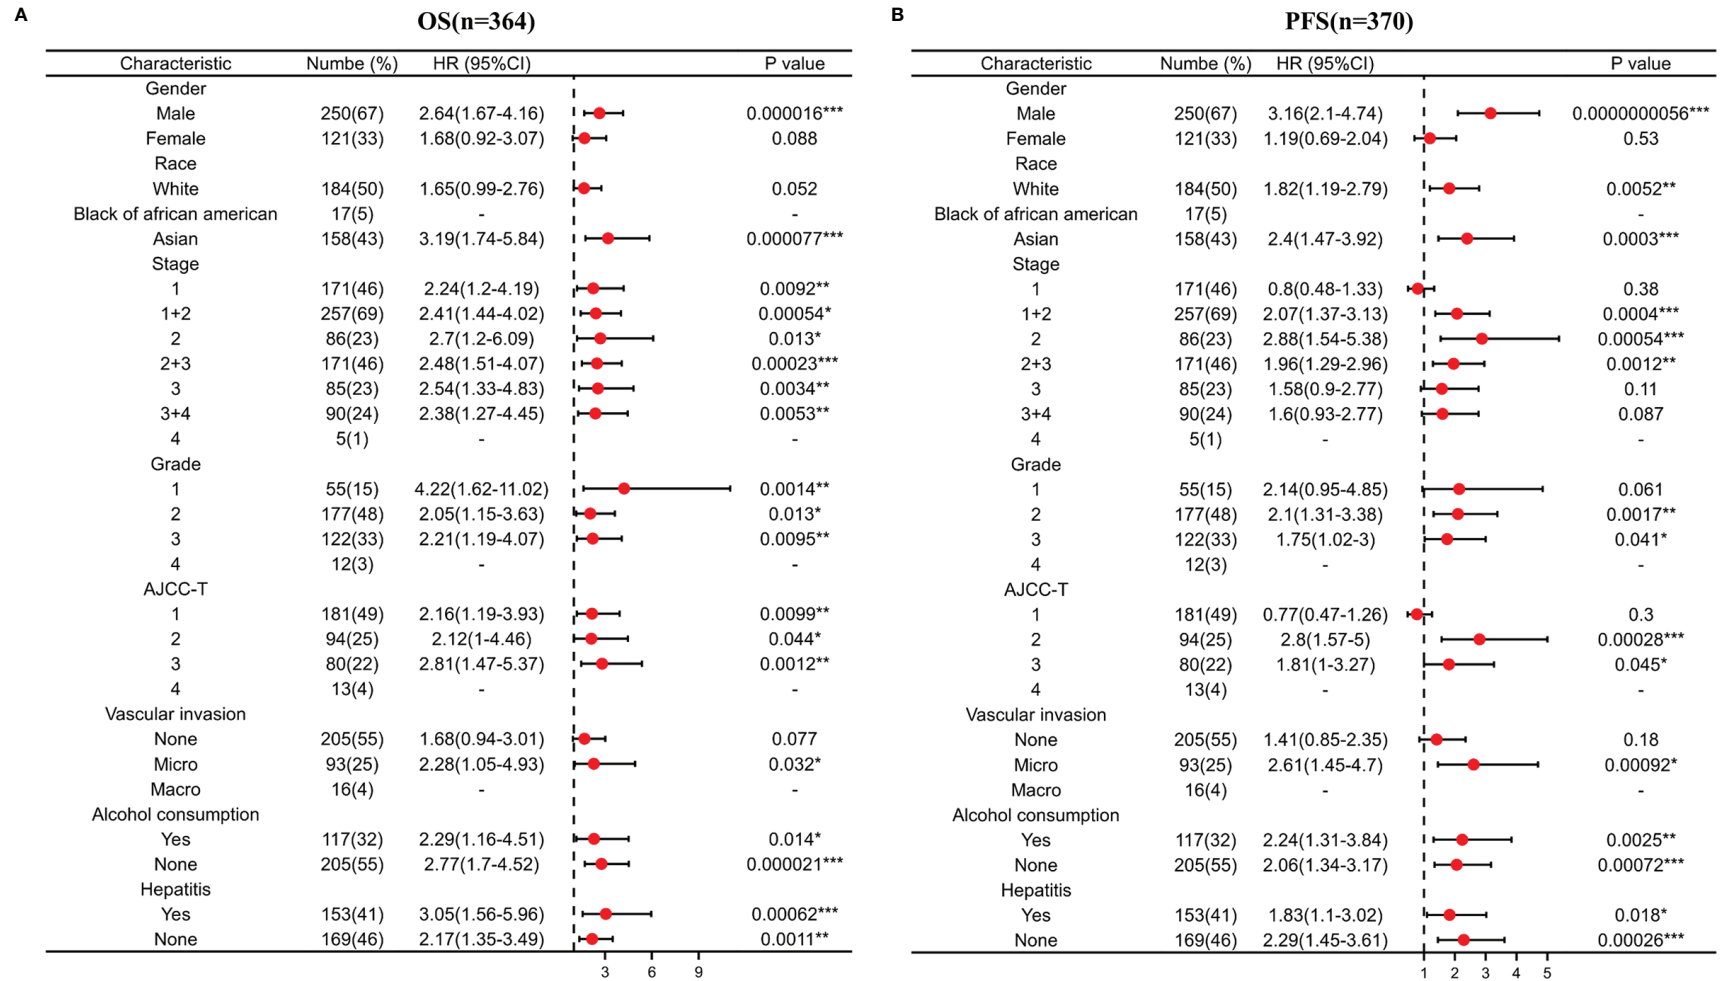 A
OS(n=364)
Characteristic Numbe (%) HR (95%CI) P value
Gender
Male 250(67) 2.64(1.67-4.16) 0.000016***
Female 121(33) 1.68(0.92-3.07) 0.088
Race
White 184(50) 1.65(0.99-2.76) 0.052
Black of african american 17(5) - -
Asian 158(43) 3.19(1.74-5.84) 0.000077***
Stage
1 171(46) 2.24(1.2-4.19) 0.0092**
1+2 257(69) 2.41(1.44-4.02) 0.00054*
2 86(23) 2.7(1.2-6.09) 0.013*
2+3 171(46) 2.48(1.51-4.07) 0.00023***
3 85(23) 2.54(1.33-4.83) 0.0034**
3+4 90(24) 2.38(1.27-4.45) 0.0053**
4 5(1) - -
Grade
1 55(15) 4.22(1.62-11.02) 0.0014**
2 177(48) 2.05(1.15-3.63) 0.013*
3 122(33) 2.21(1.19-4.07) 0.0095**
4 12(3) - -
AJCC-T
1 181(49) 2.16(1.19-3.93) 0.0099**
2 94(25) 2.12(1-4.46) 0.044*
3 80(22) 2.81(1.47-5.37) 0.0012**
4 13(4) - -
Vascular invasion
None 205(55) 1.68(0.94-3.01) 0.077
Micro 93(25) 2.28(1.05-4.93) 0.032*
Macro 16(4) - -
Alcohol consumption
Yes 117(32) 2.29(1.16-4.51) 0.014*
None 205(55) 2.77(1.7-4.52) 0.000021***
Hepatitis
Yes 153(41) 3.05(1.56-5.96) 0.00062***
None 169(46) 2.17(1.35-3.49) 0.0011**
3 6 9
B
PFS(n=370)
Characteristic Numbe (%) HR (95%CI) P value
Gender
Male 250(67) 3.16(2.1-4.74) 0.0000000056***
Female 121(33) 1.19(0.69-2.04) 0.53
Race
White 184(50) 1.82(1.19-2.79) 0.0052**
Black of african american 17(5) -
Asian 158(43) 2.4(1.47-3.92) 0.0003***
Stage
1 171(46) 0.8(0.48-1.33) 0.38
1+2 257(69) 2.07(1.37-3.13) 0.0004***
2 86(23) 2.88(1.54-5.38) 0.00054***
2+3 171(46) 1.96(1.29-2.96) 0.0012**
3 85(23) 1.58(0.9-2.77) 0.11
3+4 90(24) 1.6(0.93-2.77) 0.087
4 5(1) - -
Grade
1 55(15) 2.14(0.95-4.85) 0.061
2 177(48) 2.1(1.31-3.38) 0.0017**
3 122(33) 1.75(1.02-3) 0.041*
4 12(3) - -
AJCC-T
1 181(49) 0.77(0.47-1.26) 0.3
2 94(25) 2.8(1.57-5) 0.00028***
3 80(22) 1.81(1-3.27) 0.045*
4 13(4) - -
Vascular invasion
None 205(55) 1.41(0.85-2.35) 0.18
Micro 93(25) 2.61(1.45-4.7) 0.00092*
Macro 16(4) - -
Alcohol consumption
Yes 117(32) 2.24(1.31-3.84) 0.0025**
None 205(55) 2.06(1.34-3.17) 0.00072***
Hepatitis
Yes 153(41) 1.83(1.1-3.02) 0.018*
None 169(46) 2.29(1.45-3.61) 0.00026***
1 2 3 4 5